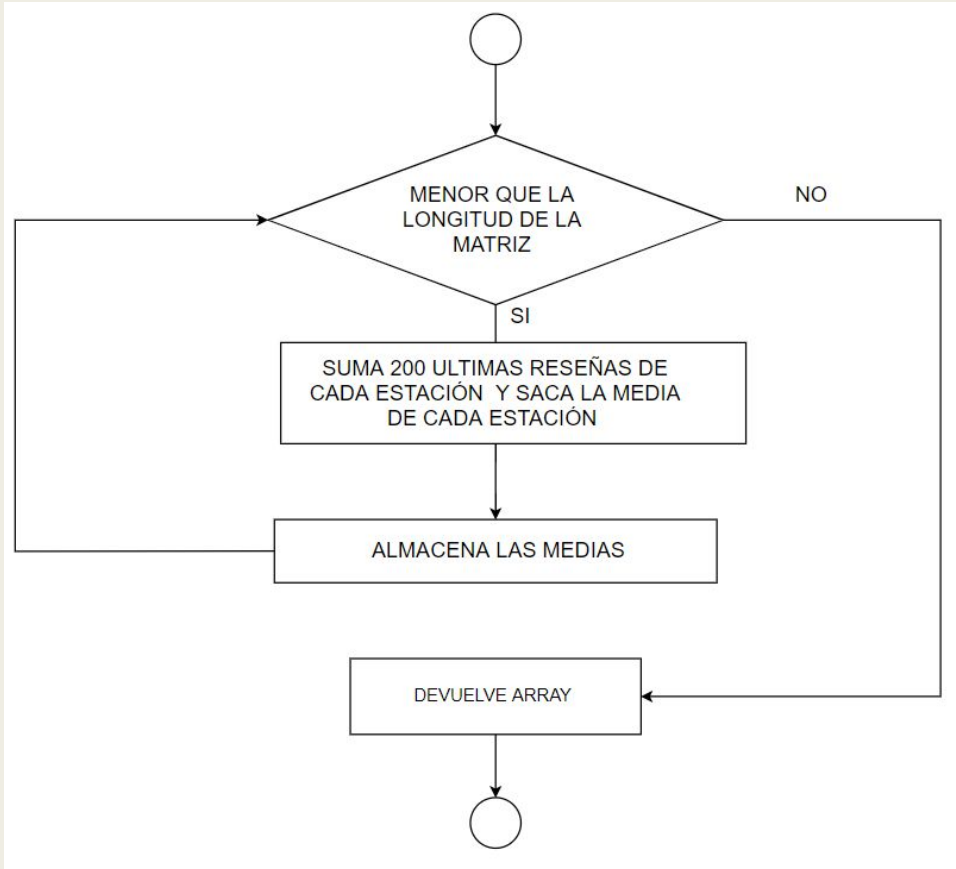 MENOR QUE LA
LONGITUD DE LA
MATRIZ
NO
SI
SUMA 200 ULTIMAS RESEÑAS DE
CADA ESTACIÓN Y SACA LA MEDIA
DE CADA ESTACIÓN
ALMACENA LAS MEDIAS
DEVUELVE ARRAY